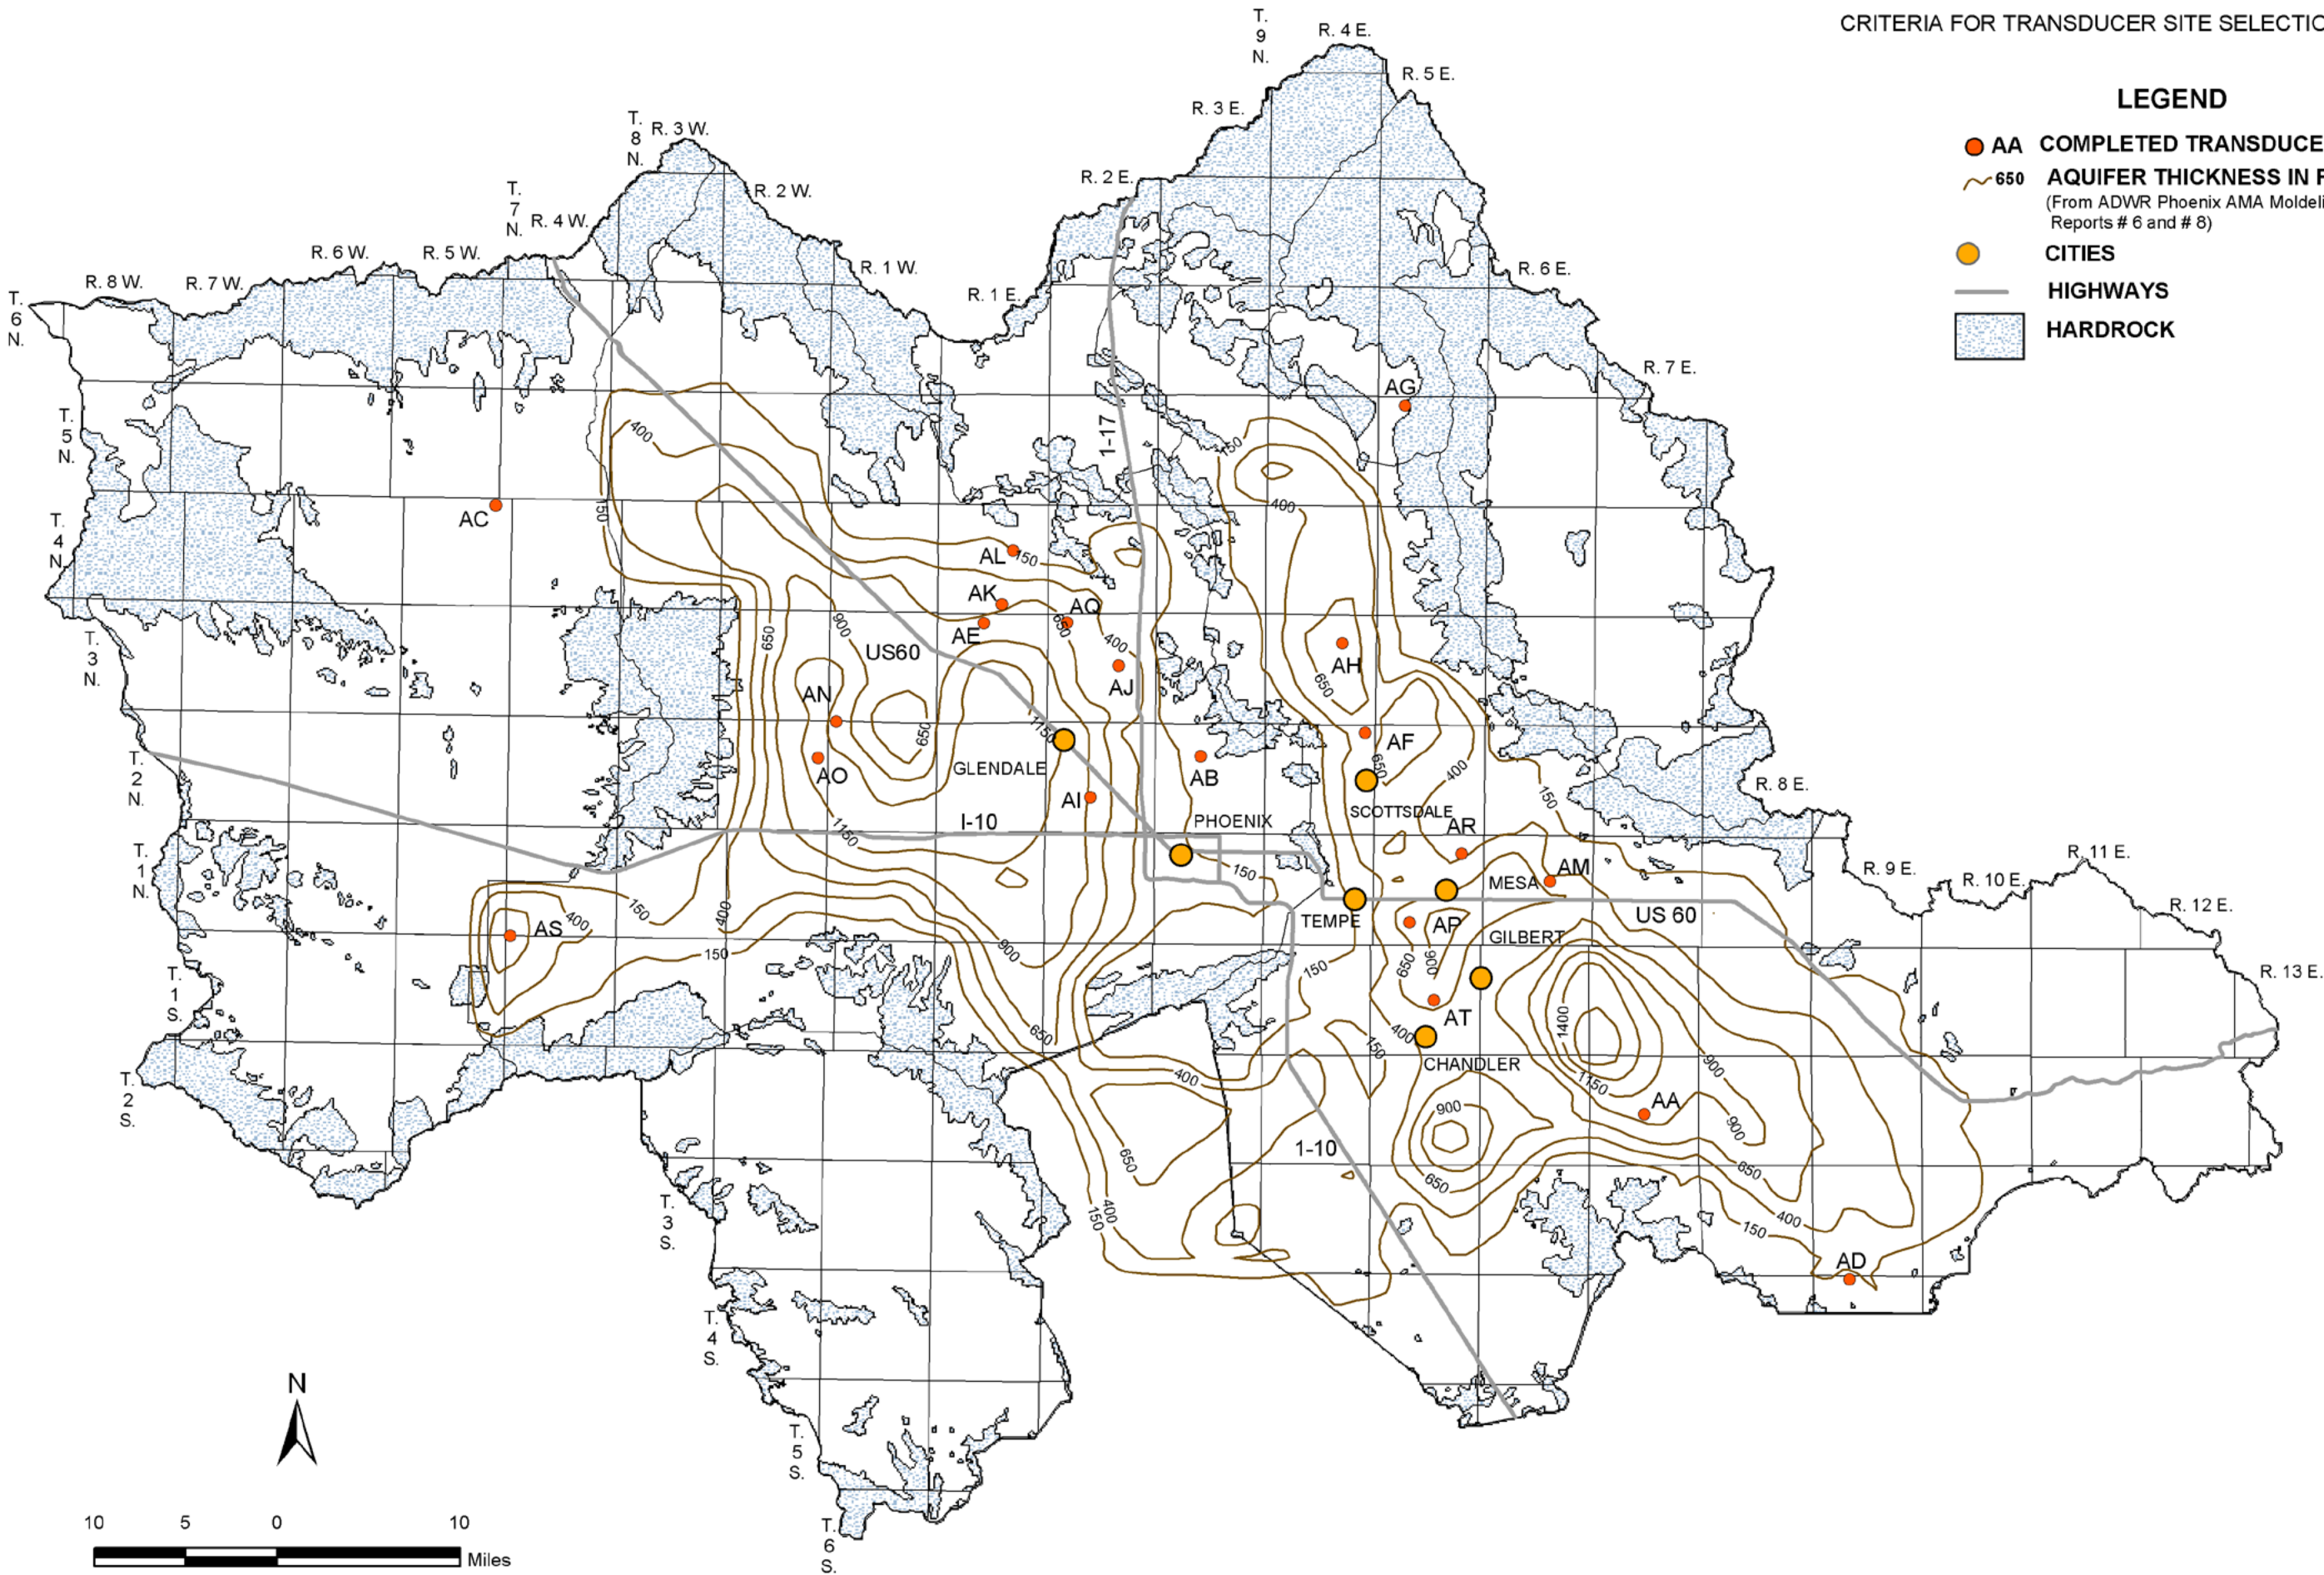 CRITERIA FOR TRANSDUCER SITE SELECTIO
LEGEND
AA COMPLETED TRANSDUCE
650 AQUIFER THICKNESS IN F
(From ADWR Phoenix AMA Moldeli
Reports # 6 and # 8)
CITIES
HIGHWAYS
HARDROCK
T. 9 N.
R. 4 E.
R. 5 E.
R. 3 E.
T. 8 N.
R. 3 W.
R. 2 E.
R. 2 W.
T. 7 N.
R. 4 W.
R. 6 W.
R. 5 W.
R. 1 W.
R. 6 E.
R. 8 W.
R. 7 W.
R. 1 E.
T. 6 N.
R. 7 E.
AG
T. 5 N.
400
1-17
400
AC
150
T. 4 N.
AL
150
AK
AQ
AE
650
400
650
900
US60
T. 3 N.
AH
AJ
650
AN
650
1150
AF
AO
GLENDALE
AB
650
400
T. 2 N.
R. 8 E.
150
AI
I-10
PHOENIX
SCOTTSDALE
AR
1150
T. 1 N.
150
AM
MESA
R. 9 E.
R. 10 E.
R. 11 E.
R. 12 E.
AS
400
150
400
TEMPE
AP
US 60
GILBERT
900
150
150
650
900
R. 13 E.
T. 1 S.
1400
AT
650
400
150
CHANDLER
900
1150
400
T. 2 S.
AA
900
900
1-10
650
650
850
T. 3 S.
400
150
400
150
AD
T. 4 S.
N
T. 5 S.
10 5 0 10
Miles
T. 6 S.